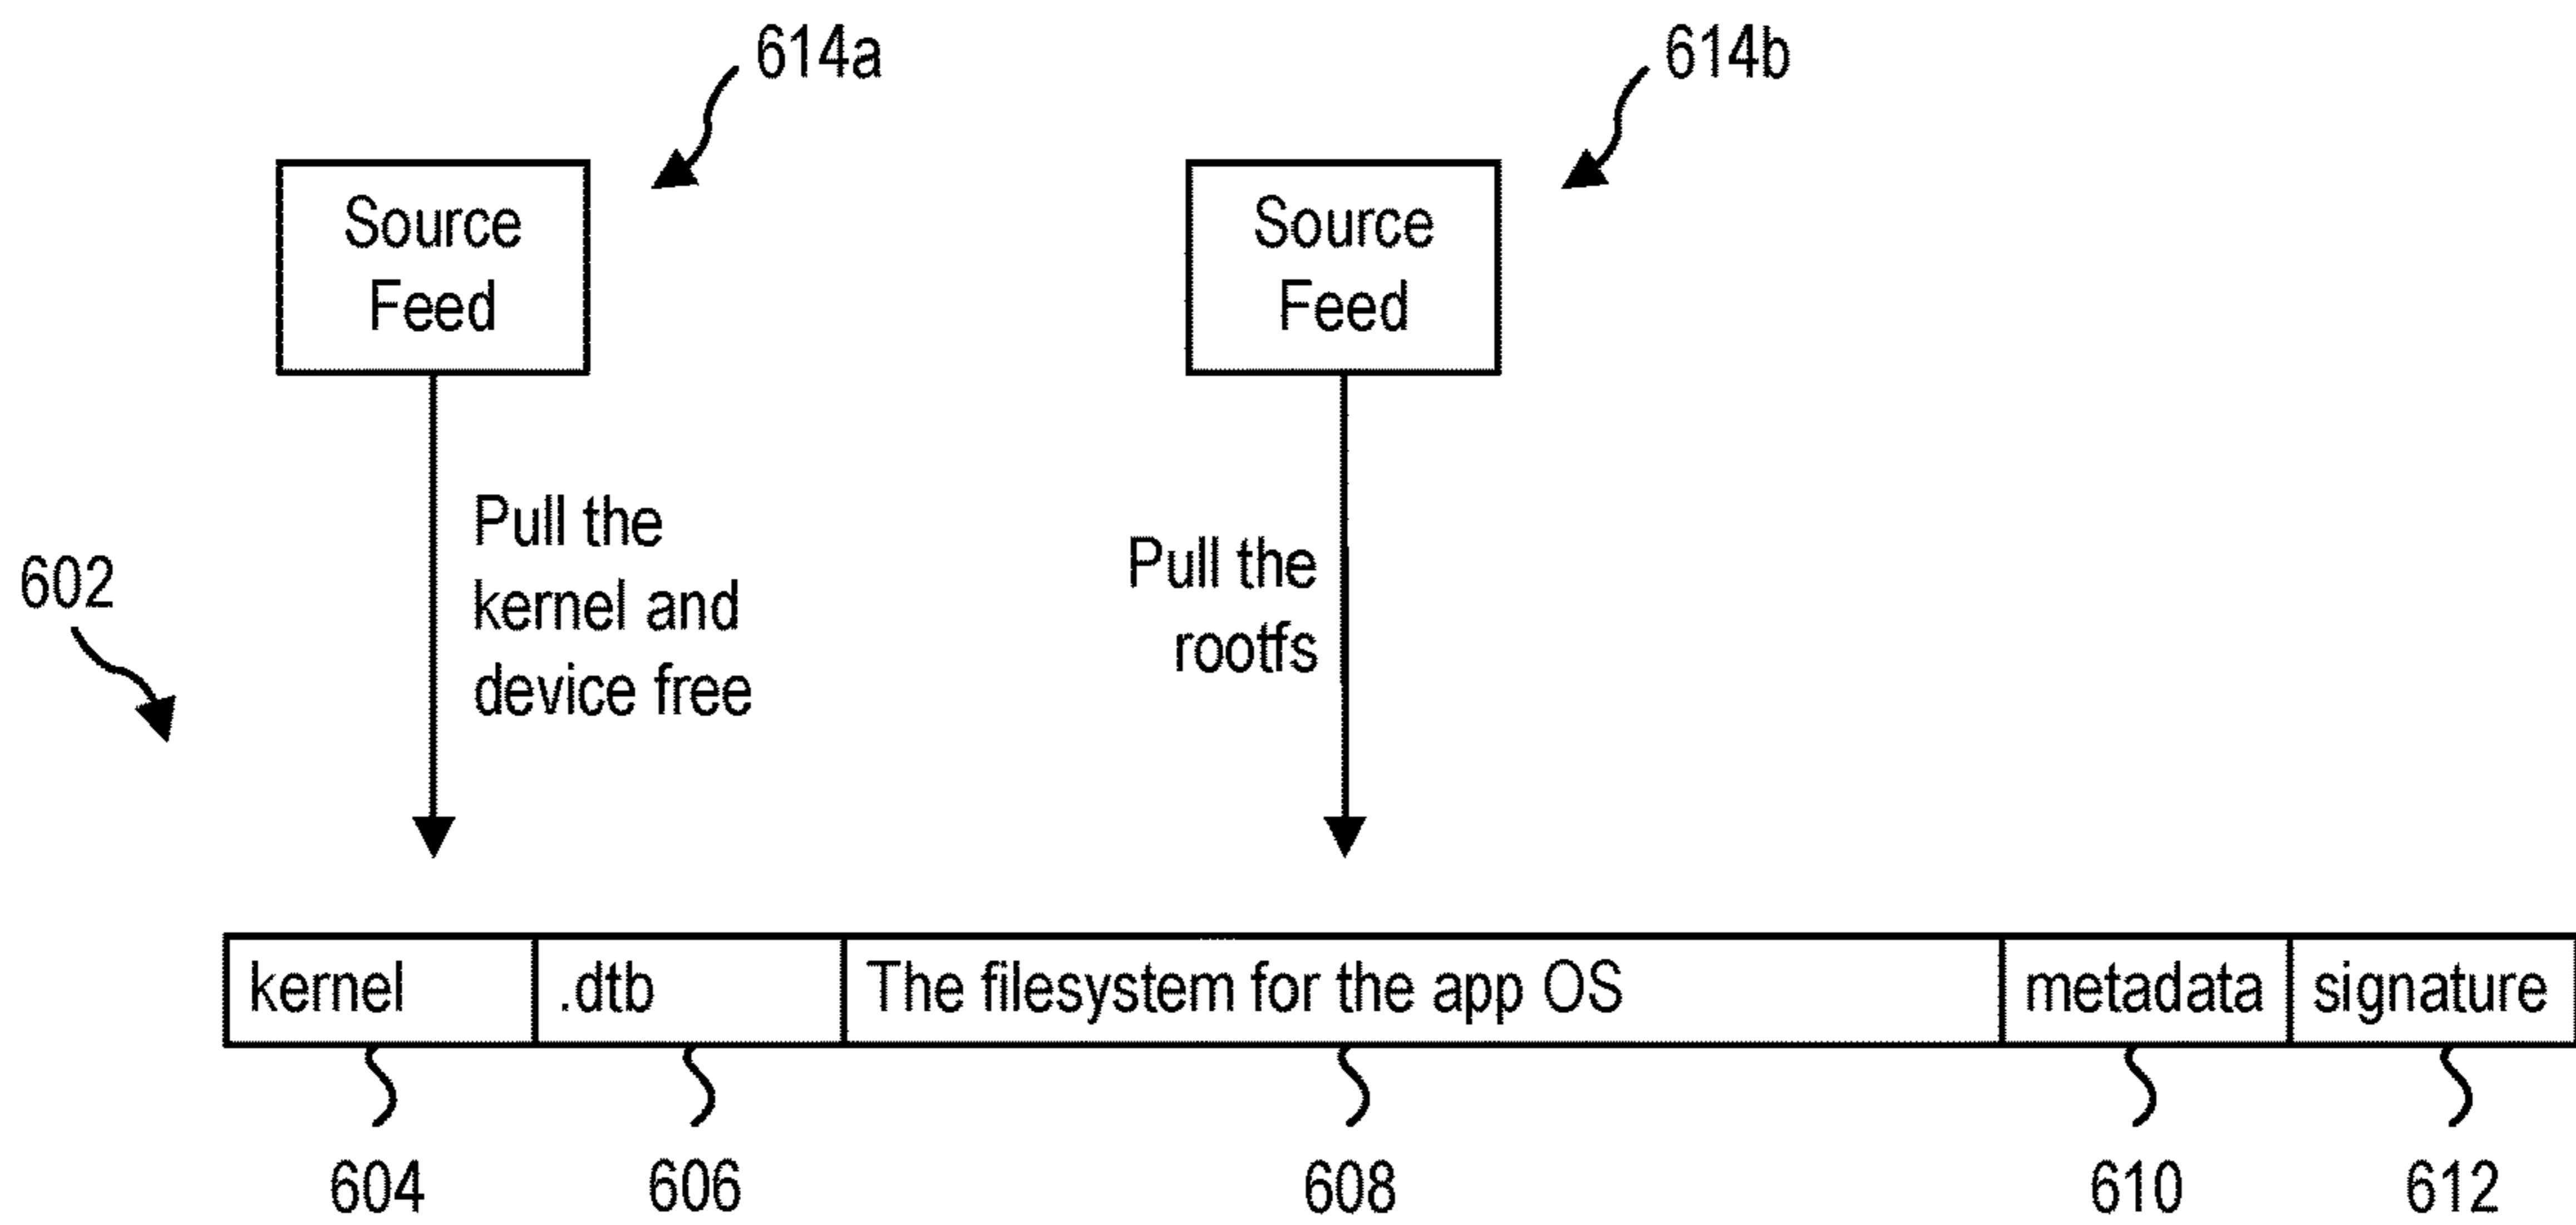 614a
614b
Source
Feed
Source
Feed
Pull the
kernel and
device free
Pull the
rootfs
602
kernel
.dtb
The filesystem for the app OS
metadata
signature
604
606
608
610
612